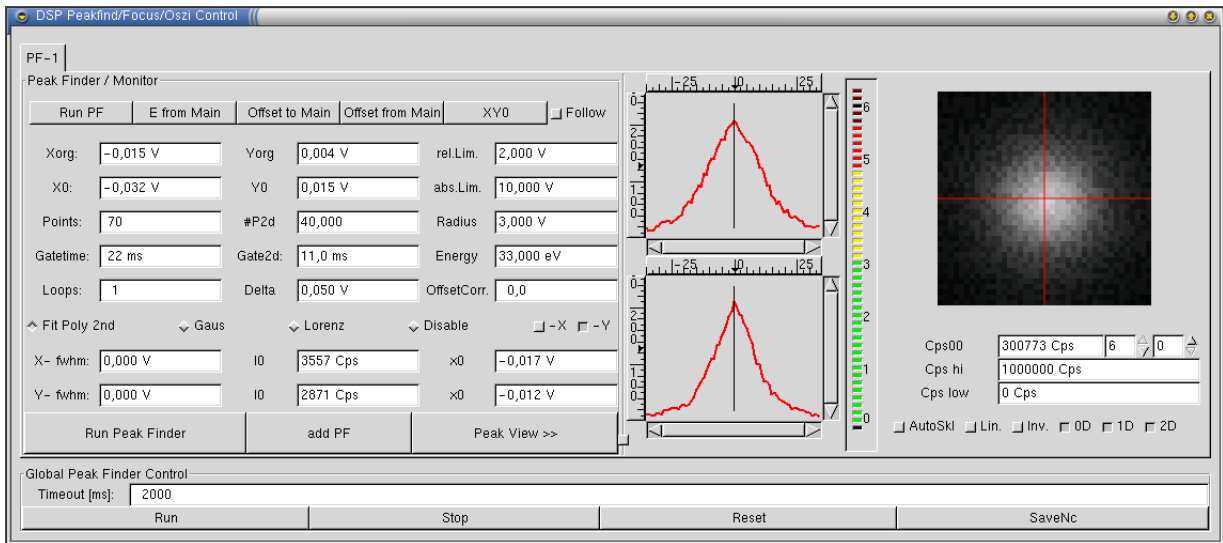 DSP Peakfind/Focus/Oszi Control
PF-1
Peak Finder / Monitor
Run PF E from Main Offset to Main Offset from Main XY0 Follow
Xorg: -0,015 V Yorg 0,004 V rel.Lim. 2,000 V
X0: -0,032 V Y0 0,015 V abs.Lim. 10,000 V
Points: 70 #P2d 40,000 Radius 3,000 V
Gatetime: 22 ms Gate2d: 11,0 ms Energy 33,000 eV
Loops: 1 Delta 0,050 V OffsetCorr. 0,0
Fit Poly 2nd Gaus Lorenz Disable -X -Y
X- fwhm: 0,000 V I0 3557 Cps x0 -0,017 V
Y- fwhm: 0,000 V I0 2871 Cps x0 -0,012 V
Run Peak Finder add PF Peak View >>
-25 0 25
-25 0 25
6
5
4
3
2
1
0
Cps00 300773 Cps 6 0
Cps hi 1000000 Cps
Cps low 0 Cps
AutoSkl Lin. Inv. 0D 1D 2D
Global Peak Finder Control
Timeout [ms]: 2000
Run Stop Reset SaveNc